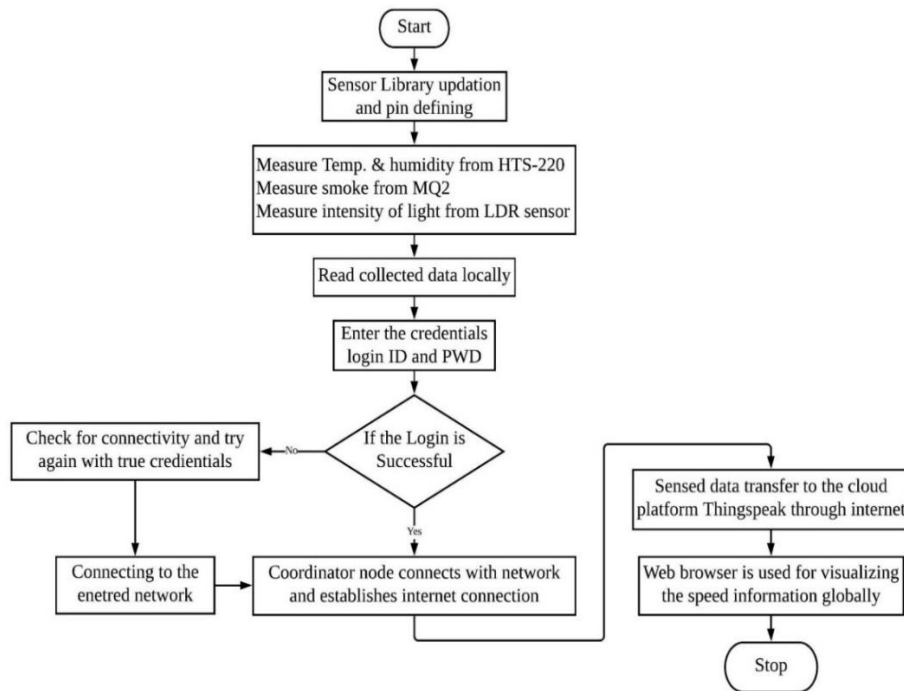 Start
Sensor Library updation
and pin defining
Measure Temp. & humidity from HTS-220
Measure smoke from MQ2
Measure intensity of light from LDR sensor
Read collected data locally
Enter the credentials
login ID and PWD
If the Login is
Successful
No
Check for connectivity and try
again with true credientials
Yes
Connecting to the
enetred network
Coordinator node connects with network
and establishes internet connection
Sensed data transfer to the cloud
platform Thingspeak through internet
Web browser is used for visualizing
the speed information globally
Stop